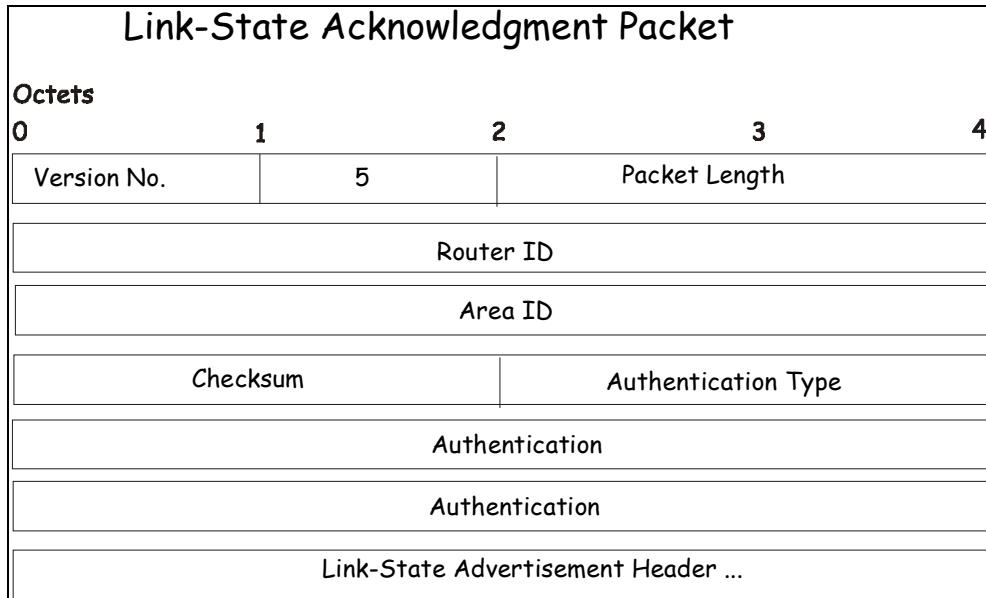 Link-State Acknowledgment Packet
Octets
0 1 2 3 4
Version No. 5 Packet Length
Router ID
Area ID
Checksum Authentication Type
Authentication
Authentication
Link-State Advertisement Header ...